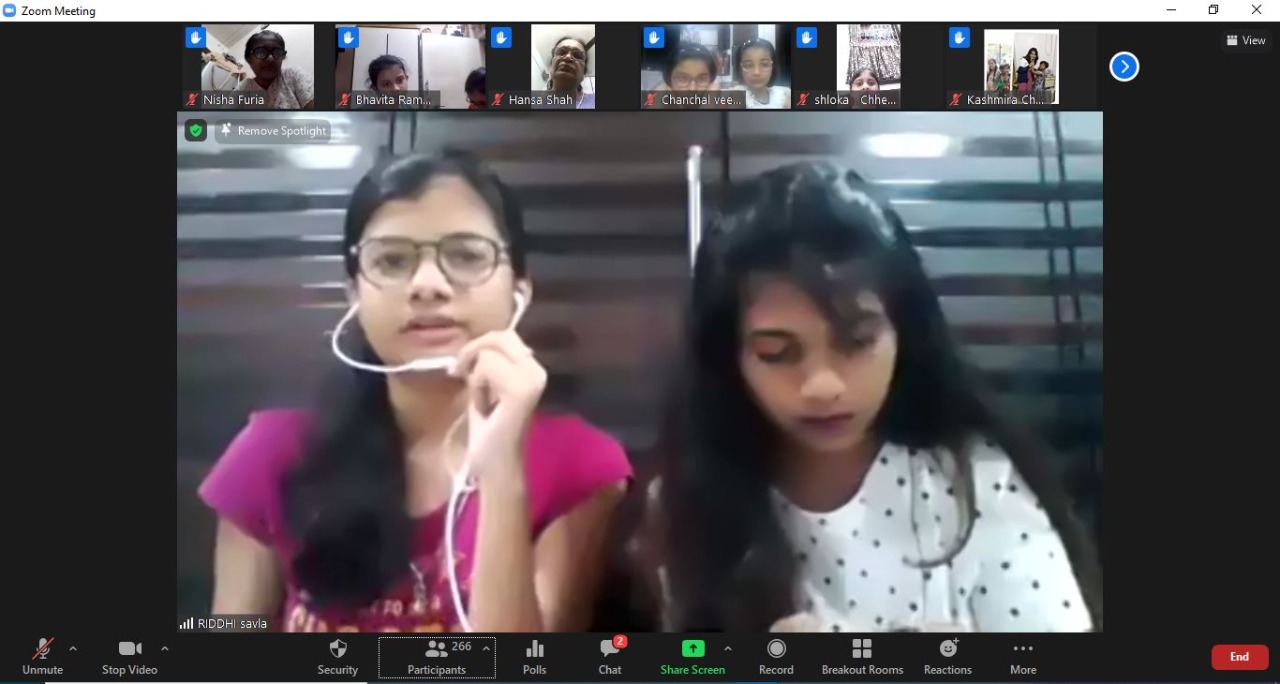 Zoom Meeting
Nisha Furia
Bhavita Ram...
Hansa Shah
Chanchal vee...
shloka Chhe...
Kashmira Ch...
View
Remove Spotlight
RIDDHI savla
Unmute
Stop Video
Security
266
Participants
Polls
2
Chat
Share Screen
Record
Breakout Rooms
Reactions
More
End